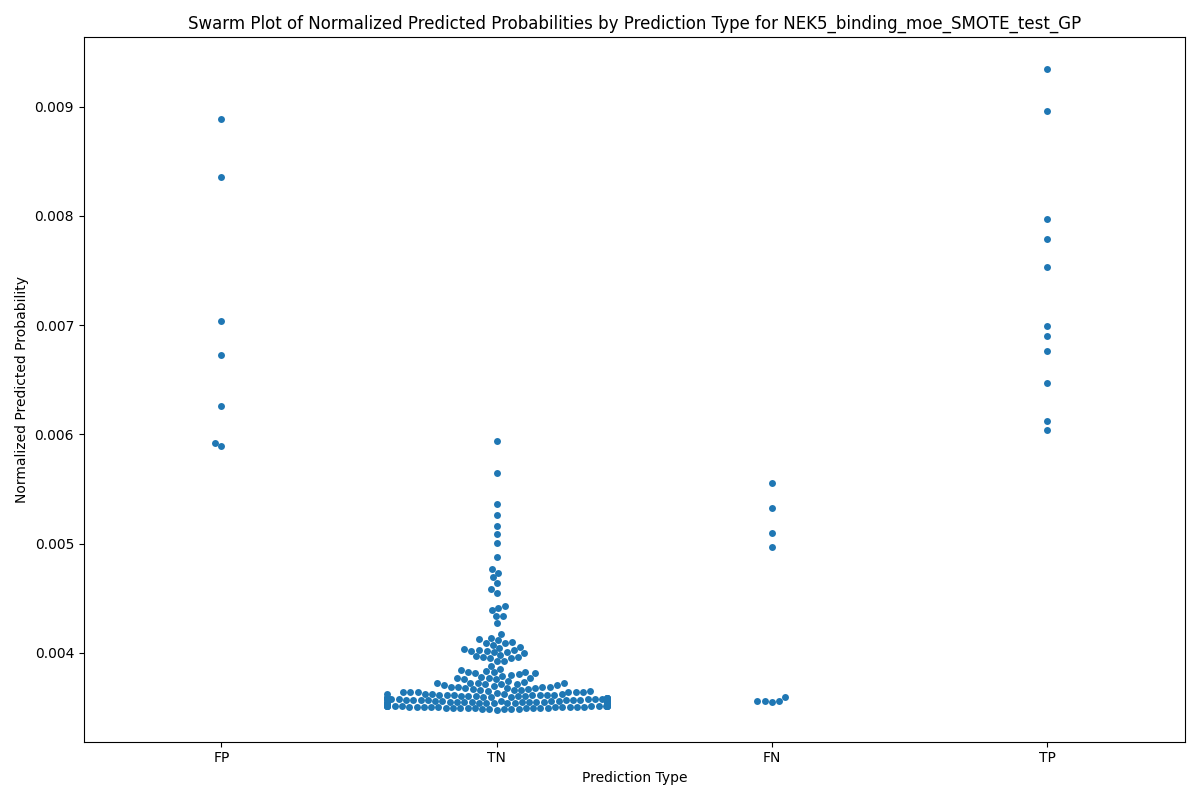 Swarm Plot of Normalized Predicted Probabilities by Prediction Type for NEK5_binding_moe_SMOTE_test_GP
Normalized Predicted Probability
0.009
0.008
0.007
0.006
0.005
0.004
FP TN FN TP
Prediction Type